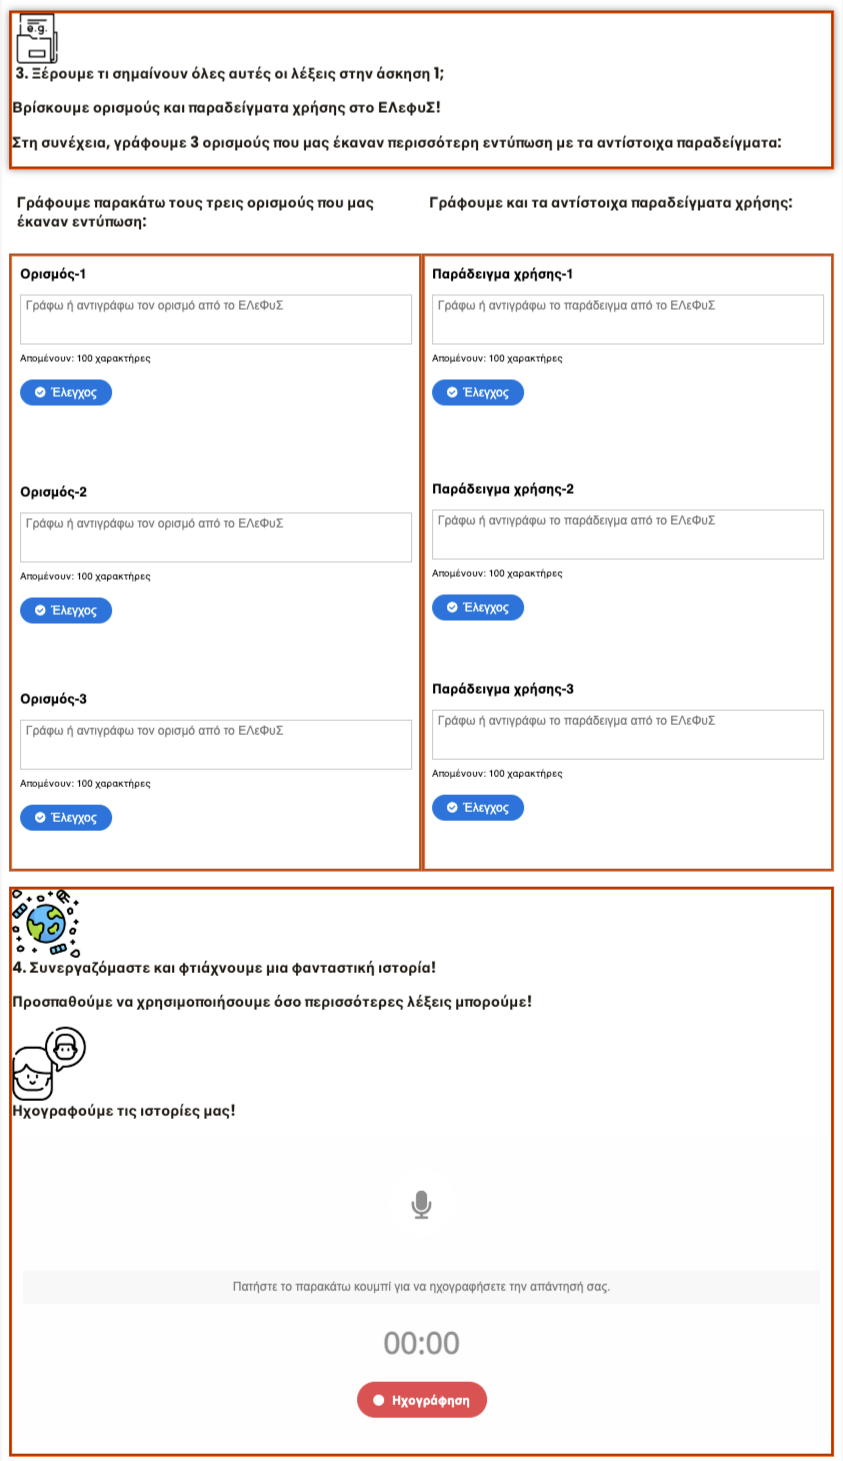 e.g.
3. Ξέρουμε τι σημαίνουν όλες αυτές οι λέξεις στην άσκηση 1;
Βρίσκουμε ορισμούς και παραδείγματα χρήσης στο ΕΛεφυΣ!
Στη συνέχεια, γράφουμε 3 ορισμούς που μας έκαναν περισσότερη εντύπωση με τα αντίστοιχα παραδείγματα:
Γράφουμε παρακάτω τους τρεις ορισμούς που μας
έκαναν εντύπωση:
Γράφουμε και τα αντίστοιχα παραδείγματα χρήσης:
Ορισμός-1
Γράφω ή αντιγράφω τον ορισμό από το ΕΛεΦυΣ
Απομένουν: 100 χαρακτήρες
Έλεγχος
Ορισμός-2
Γράφω ή αντιγράφω τον ορισμό από το ΕΛεΦυΣ
Απομένουν: 100 χαρακτήρες
Έλεγχος
Ορισμός-3
Γράφω ή αντιγράφω τον ορισμό από το ΕΛεΦυΣ
Απομένουν: 100 χαρακτήρες
Έλεγχος
Παράδειγμα χρήσης-1
Γράφω ή αντιγράφω το παράδειγμα από το ΕΛεΦυΣ
Απομένουν: 100 χαρακτήρες
Έλεγχος
Παράδειγμα χρήσης-2
Γράφω ή αντιγράφω το παράδειγμα από το ΕΛεΦυΣ
Απομένουν: 100 χαρακτήρες
Έλεγχος
Παράδειγμα χρήσης-3
Γράφω ή αντιγράφω το παράδειγμα από το ΕΛεΦυΣ
Απομένουν: 100 χαρακτήρες
Έλεγχος
4. Συνεργαζόμαστε και φτιάχνουμε μια φανταστική ιστορία!
Προσπαθούμε να χρησιμοποιήσουμε όσο περισσότερες λέξεις μπορούμε!
Ηχογραφούμε τις ιστορίες μας!
Πατήστε το παρακάτω κουμπί για να ηχογραφήσετε την απάντησή σας.
00:00
Ηχογράφηση